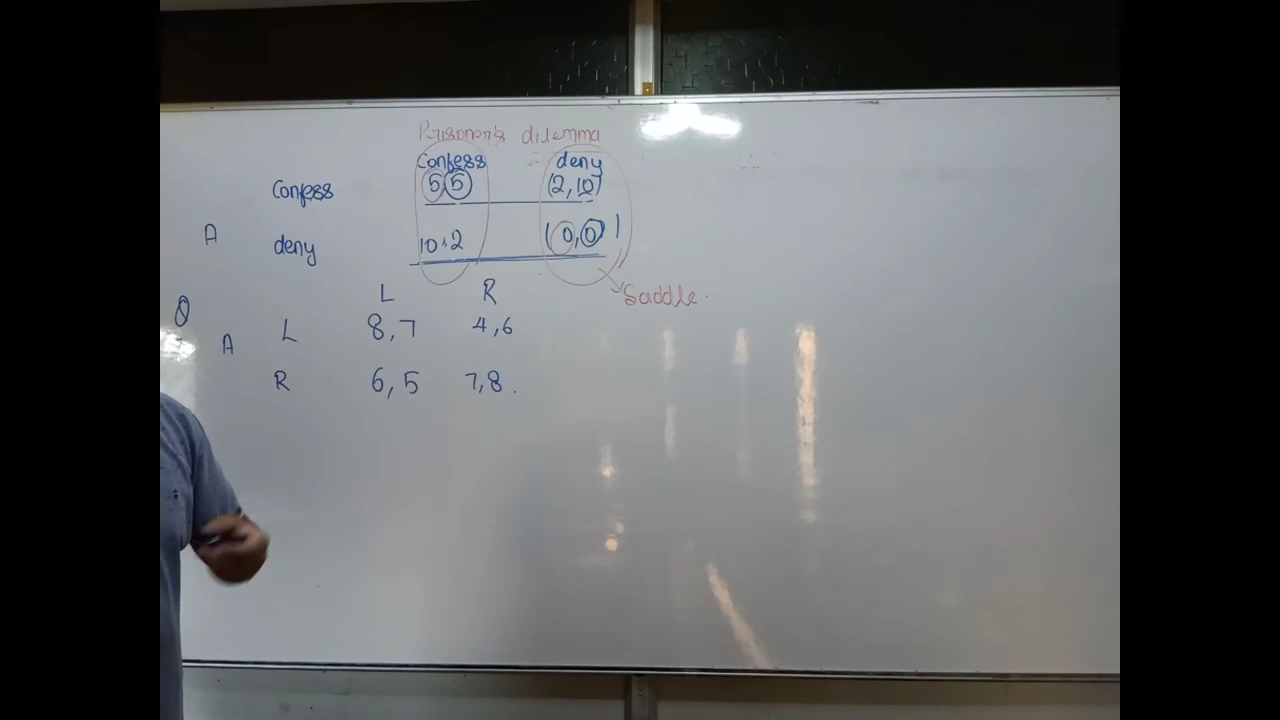 Prisoner's dilemma
Confess deny
Confess 5, 5 (2, 10)
A
deny 10, 2 (0, 0)
Saddle.
L R
Q
A L 8, 7 4, 6
R 6, 5 7, 8.